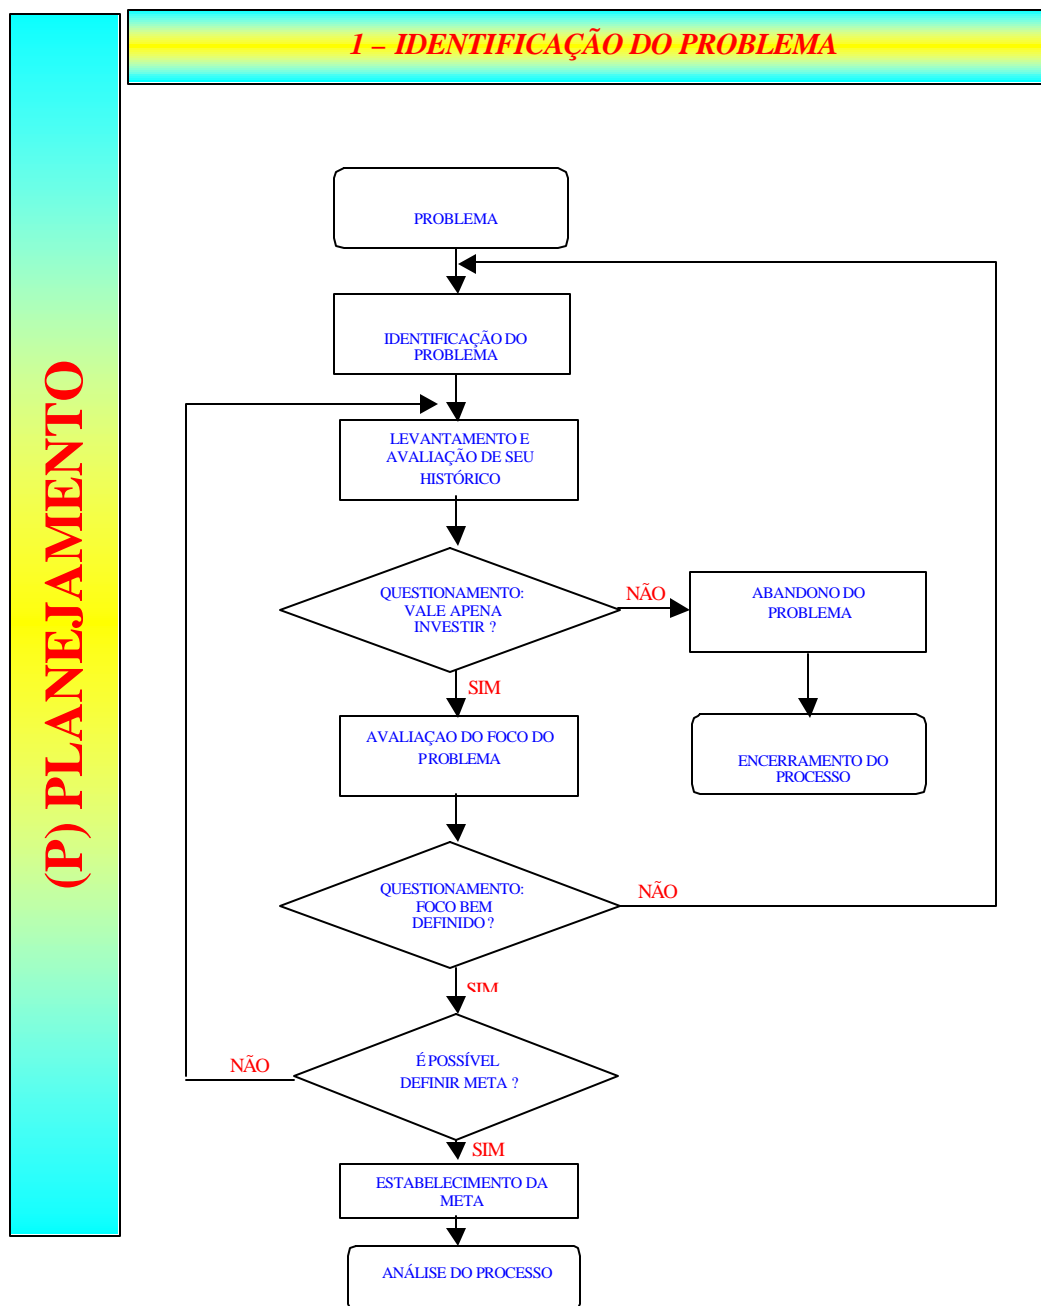 1 – IDENTIFICAÇÃO DO PROBLEMA
(P) PLANEJAMENTO
PROBLEMA
IDENTIFICAÇÃO DO
PROBLEMA
LEVANTAMENTO E
AVALIAÇÃO DE SEU
HISTÓRICO
QUESTIONAMENTO:
VALE APENA
INVESTIR ?
NÃO
ABANDONO DO
PROBLEMA
SIM
AVALIAÇAO DO FOCO DO
PROBLEMA
ENCERRAMENTO DO
PROCESSO
QUESTIONAMENTO:
FOCO BEM
DEFINIDO ?
NÃO
SIM
É POSSÍVEL
DEFINIR META ?
NÃO
SIM
ESTABELECIMENTO DA
META
ANÁLISE DO PROCESSO